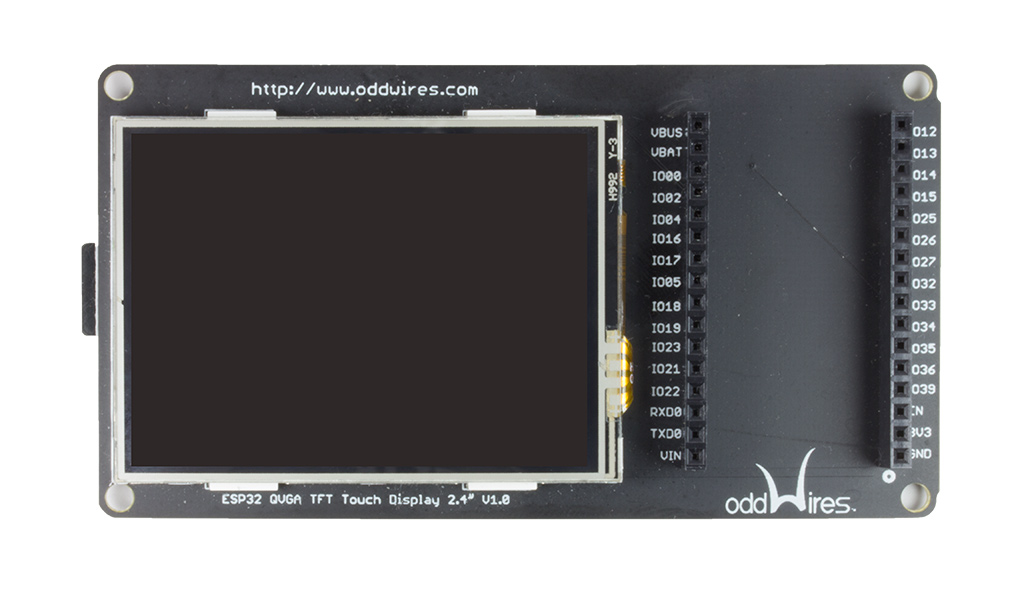 http://www.oddwires.com
H992 Y-3
VBUS
VBAT
IO00
IO02
IO04
IO16
IO17
IO05
IO18
IO19
IO23
IO21
IO22
RXD0
TXD0
VIN
O12
O13
O14
O15
O25
O26
O27
O32
O33
O34
O35
O36
O39
N
3V3
GND
ESP32 QVGA TFT Touch Display 2.4" V1.0
oddWires™